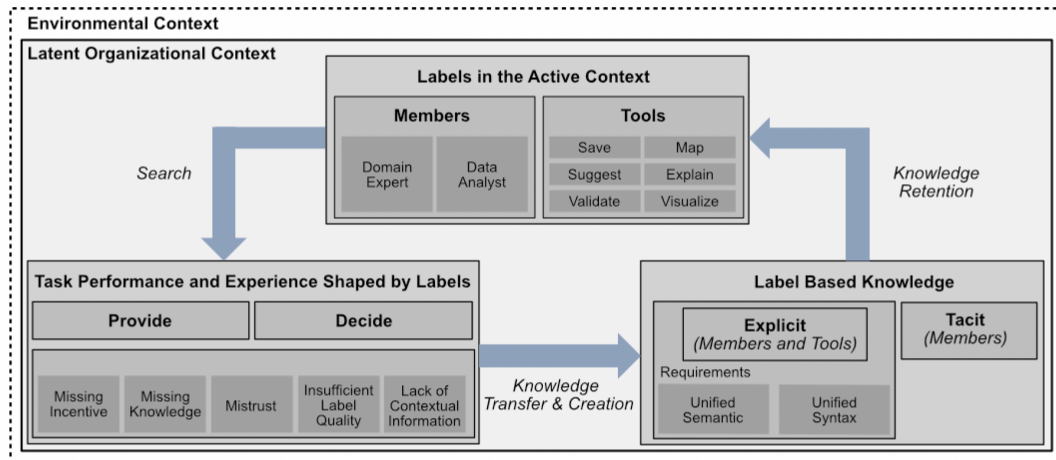 Environmental Context
Latent Organizational Context
Labels in the Active Context
Members
Tools
Domain
Expert
Data
Analyst
Save
Map
Suggest
Explain
Validate
Visualize
Search
Knowledge
Retention
Task Performance and Experience Shaped by Labels
Provide
Decide
Missing
Incentive
Missing
Knowledge
Mistrust
Insufficient
Label
Quality
Lack of
Contextual
Information
Knowledge
Transfer & Creation
Label Based Knowledge
Explicit
(Members and Tools)
Tacit
(Members)
Requirements
Unified
Semantic
Unified
Syntax